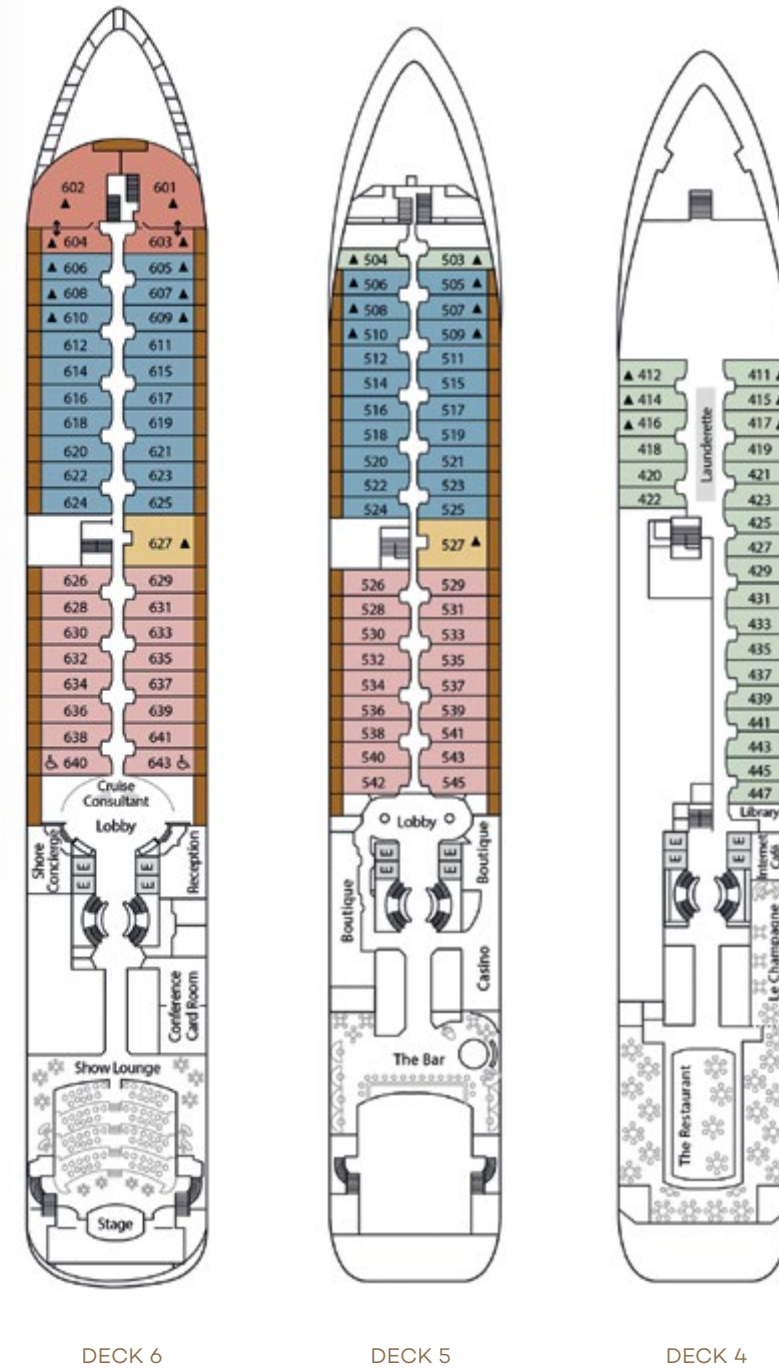 602 601
604 603
606 605
608 607
610 609
612 611
614 615
616 617
618 619
620 621
622 623
624 625
627
626 629
628 631
630 633
632 635
634 637
636 639
638 641
640 643
Cruise
Consultant
Lobby
Shore
Concierge
Reception
E E
E E
Conference
Card Room
Show Lounge
Stage
DECK 6
504 503
506 505
508 507
510 509
512 511
514 515
516 517
518 519
520 521
522 523
524 525
527
526 529
528 531
530 533
532 535
534 537
536 539
538 541
540 543
542 545
Lobby
Boutique
Boutique
E E
E E
Casino
The Bar
DECK 5
412 411
414 415
416 417
418 419
420 421
422 423
Launderette
425
427
429
431
433
435
437
439
441
443
445
447
Library
Internet
Café
E E
E E
Le Champagne
The Restaurant
DECK 4